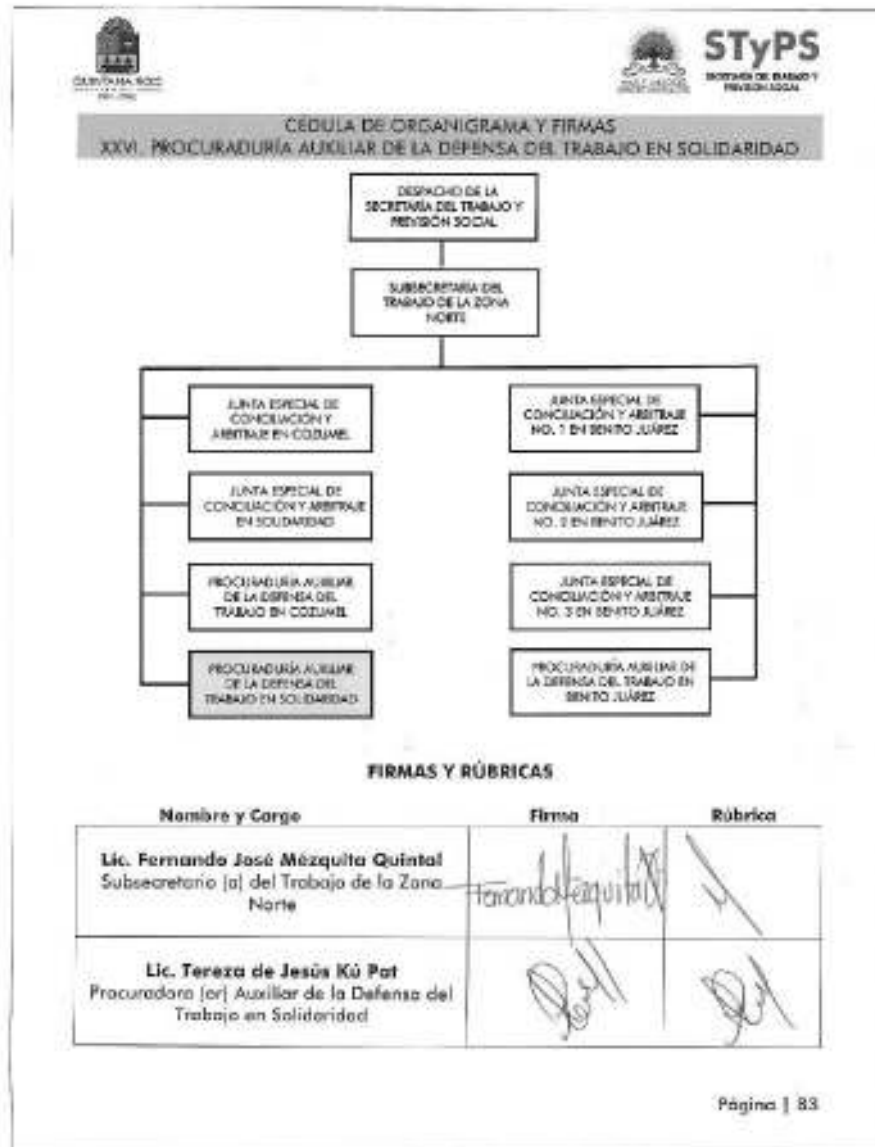 QUINTANA ROO
STyPS
SECRETARÍA DE TRABAJO Y
PREVISIÓN SOCIAL
CEDULA DE ORGANIGRAMA Y FIRMAS
XXVI. PROCURADURÍA AUXILIAR DE LA DEFENSA DEL TRABAJO EN SOLIDARIDAD
DESPACHO DE LA
SECRETARÍA DEL TRABAJO Y
PREVISIÓN SOCIAL
SUBSECRETARÍA DEL
TRABAJO DE LA ZONA
NORTE
JUNTA ESPECIAL DE
CONCILIACIÓN Y
ARBITRAJE EN COZUMEL
JUNTA ESPECIAL DE
CONCILIACIÓN Y ARBITRAJE
EN SOLIDARIDAD
PROCURADURÍA AUXILIAR
DE LA DEFENSA DEL
TRABAJO EN COZUMEL
PROCURADURÍA AUXILIAR
DE LA DEFENSA DEL
TRABAJO EN SOLIDARIDAD
JUNTA ESPECIAL DE
CONCILIACIÓN Y ARBITRAJE
NO. 1 EN BENITO JUÁREZ
JUNTA ESPECIAL DE
CONCILIACIÓN Y ARBITRAJE
NO. 2 EN BENITO JUÁREZ
JUNTA ESPECIAL DE
CONCILIACIÓN Y ARBITRAJE
NO. 3 EN BENITO JUÁREZ
PROCURADURÍA AUXILIAR DE
LA DEFENSA DEL TRABAJO EN
BENITO JUÁREZ
FIRMAS Y RÚBRICAS
Nombre y Cargo Firma Rúbrica
Lic. Fernando José Mézquita Quintal
Subsecretario (a) del Trabajo de la Zona
Norte
Lic. Tereza de Jesús Kú Pat
Procuradora (or) Auxiliar de la Defensa del
Trabajo en Solidaridad
Página | 83